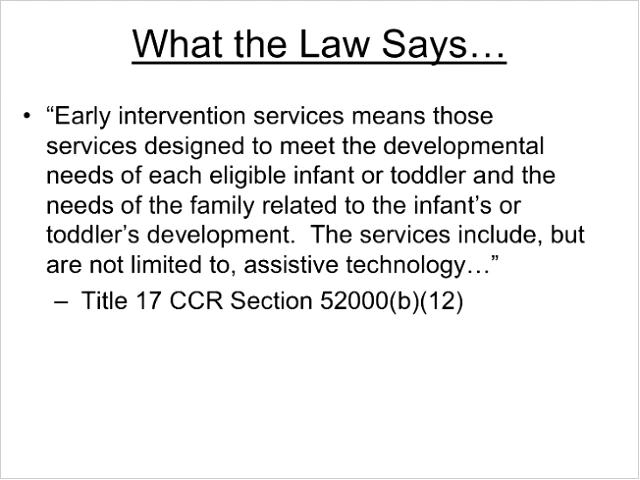 What the Law Says…
• “Early intervention services means those
services designed to meet the developmental
needs of each eligible infant or toddler and the
needs of the family related to the infant’s or
toddler’s development.  The services include, but
are not limited to, assistive technology…”
– Title 17 CCR Section 52000(b)(12)